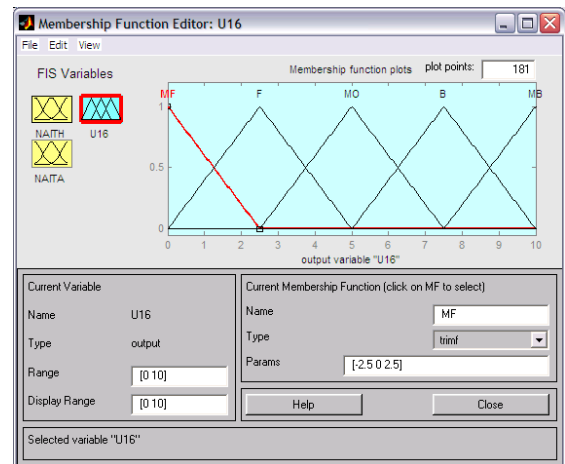 Membership Function Editor: U16
File Edit View
FIS Variables
Membership function plots
plot points:
181
NAITH
U16
NAITA
MF
F
MO
B
MB
1
0.5
0
0 1 2 3 4 5 6 7 8 9 10
output variable "U16"
Current Variable
Name
U16
Type
output
Range
[0 10]
Display Range
[0 10]
Current Membership Function (click on MF to select)
Name
MF
Type
trimf
Params
[-2.5 0 2.5]
Help
Close
Selected variable "U16"